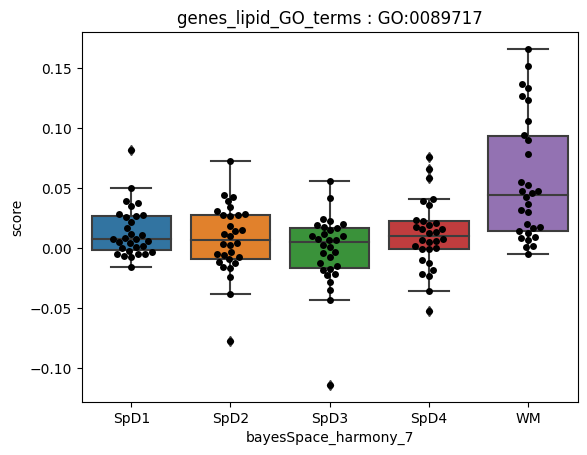 genes_lipid_GO_terms : GO:0089717
0.15
0.10
0.05
0.00
−0.05
−0.10
score
SpD1 SpD2 SpD3 SpD4 WM
bayesSpace_harmony_7